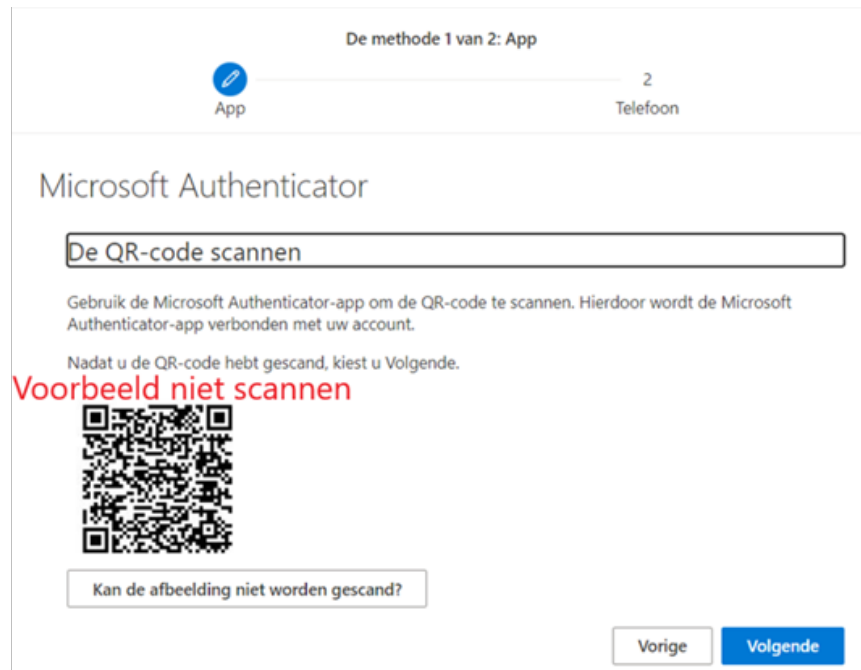 De methode 1 van 2: App
App
2
Telefoon
Microsoft Authenticator
De QR-code scannen
Gebruik de Microsoft Authenticator-app om de QR-code te scannen. Hierdoor wordt de Microsoft
Authenticator-app verbonden met uw account.
Nadat u de QR-code hebt gescand, kiest u Volgende.
Voorbeeld niet scannen
Kan de afbeelding niet worden gescand?
Vorige
Volgende